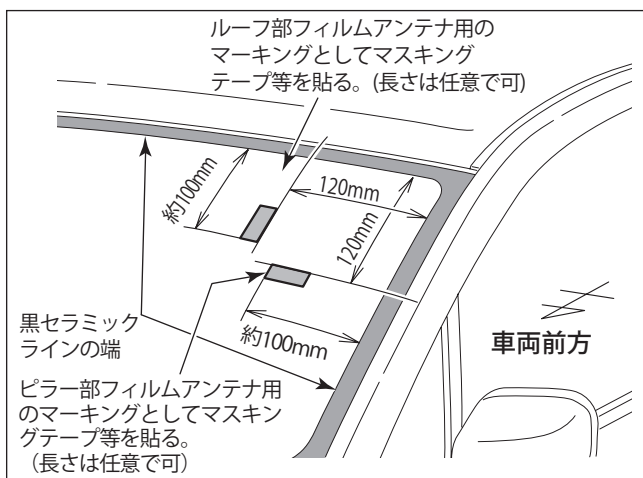 ルーフ部フィルムアンテナ用の
マーキングとしてマスキング
テープ等を貼る。(長さは任意で可)
約100mm
120mm
120mm
約100mm
黒セラミック
ラインの端
車両前方
ピラー部フィルムアンテナ用
のマーキングとしてマスキン
グテープ等を貼る。
（長さは任意で可）